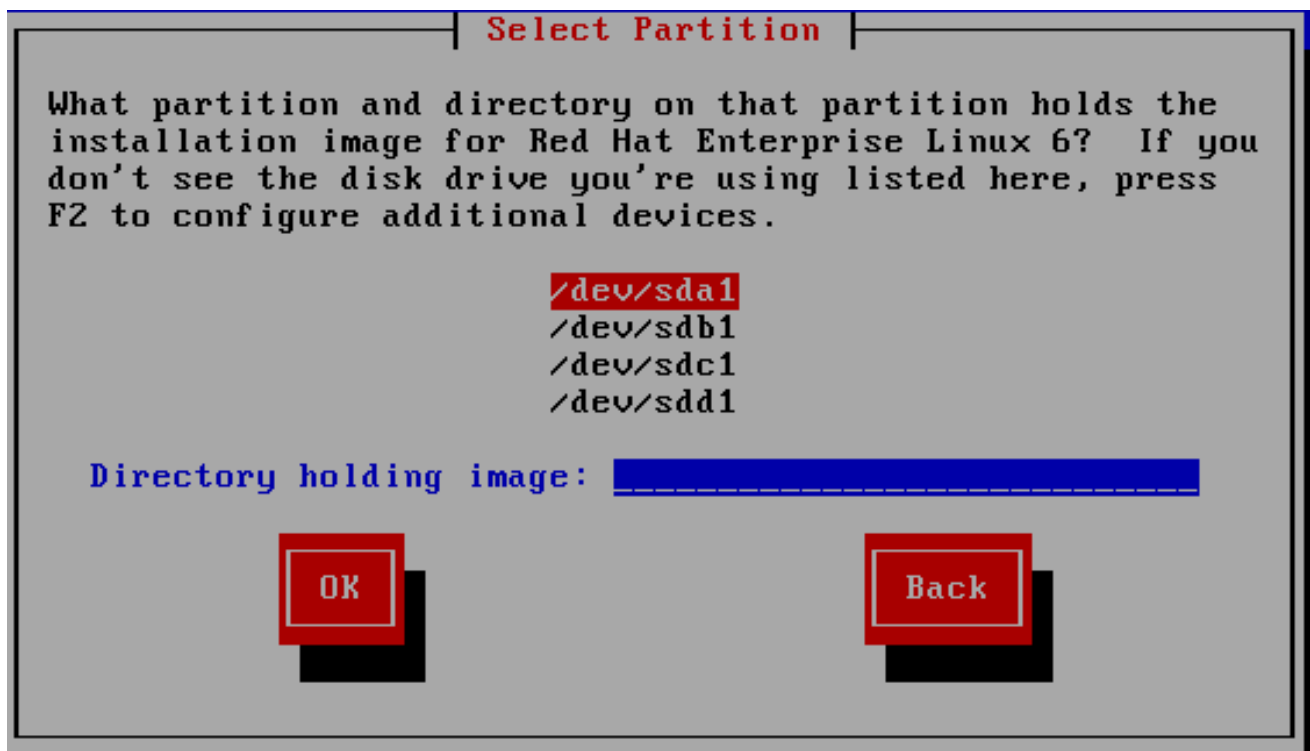 Select Partition
What partition and directory on that partition holds the
installation image for Red Hat Enterprise Linux 6?  If you
don't see the disk drive you're using listed here, press
F2 to configure additional devices.
/dev/sda1
/dev/sdb1
/dev/sdc1
/dev/sdd1
Directory holding image:
OK
Back